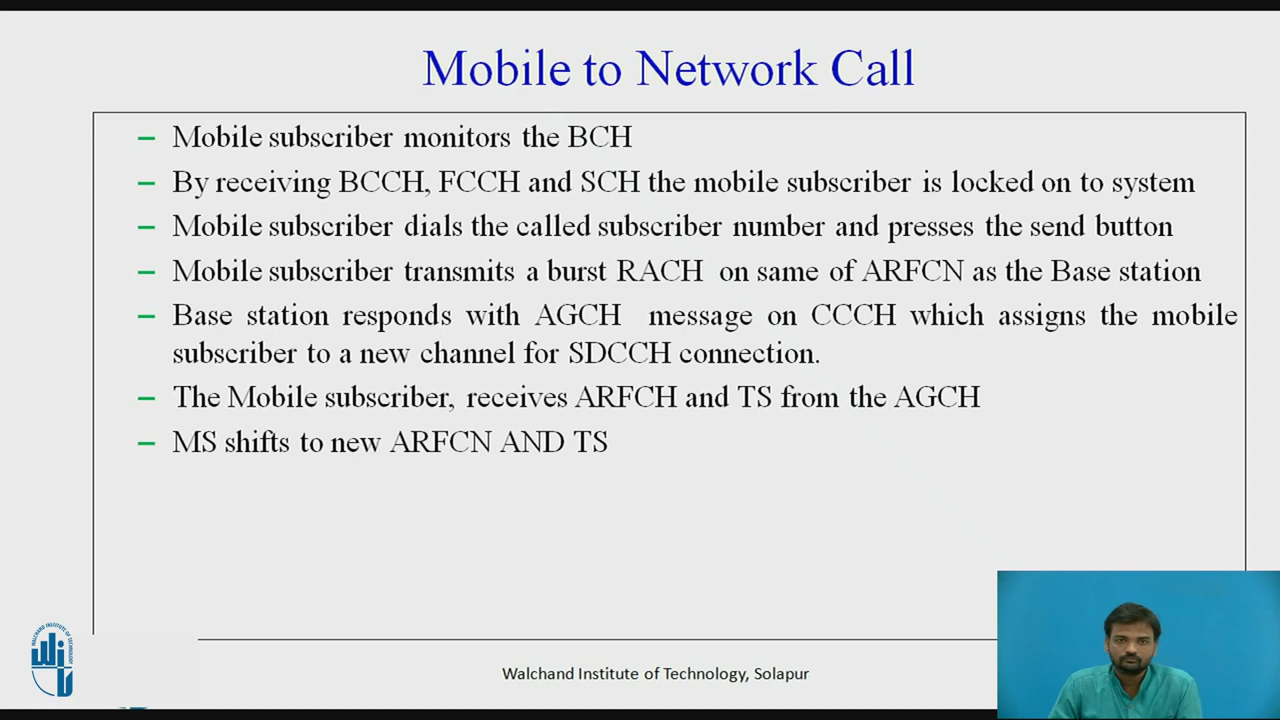 Mobile to Network Call
– Mobile subscriber monitors the BCH
– By receiving BCCH, FCCH and SCH the mobile subscriber is locked on to system
– Mobile subscriber dials the called subscriber number and presses the send button
– Mobile subscriber transmits a burst RACH on same of ARFCN as the Base station
– Base station responds with AGCH message on CCCH which assigns the mobile
subscriber to a new channel for SDCCH connection.
– The Mobile subscriber, receives ARFCH and TS from the AGCH
– MS shifts to new ARFCN AND TS
WALCHAND INSTITUTE OF TECHNOLOGY
Walchand Institute of Technology, Solapur